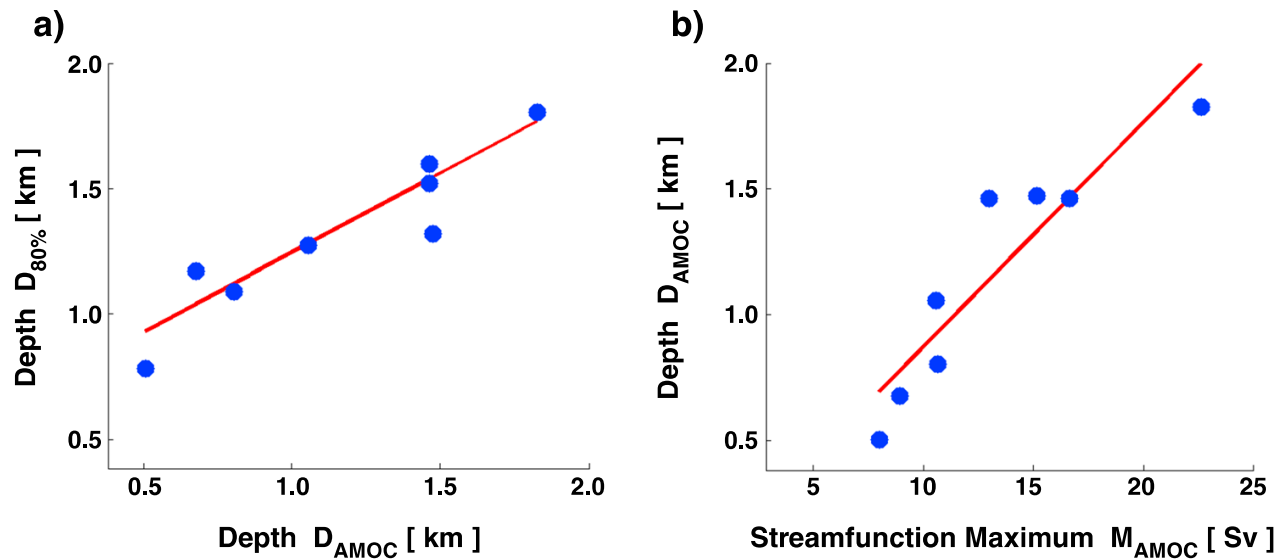 a)
2.0
1.5
1.0
0.5
Depth D80% [ km ]
0.5 1.0 1.5 2.0
Depth DAMOC [ km ]
b)
2.0
1.5
1.0
0.5
Depth DAMOC [ km ]
5 10 15 20 25
Streamfunction Maximum MAMOC [ Sv ]